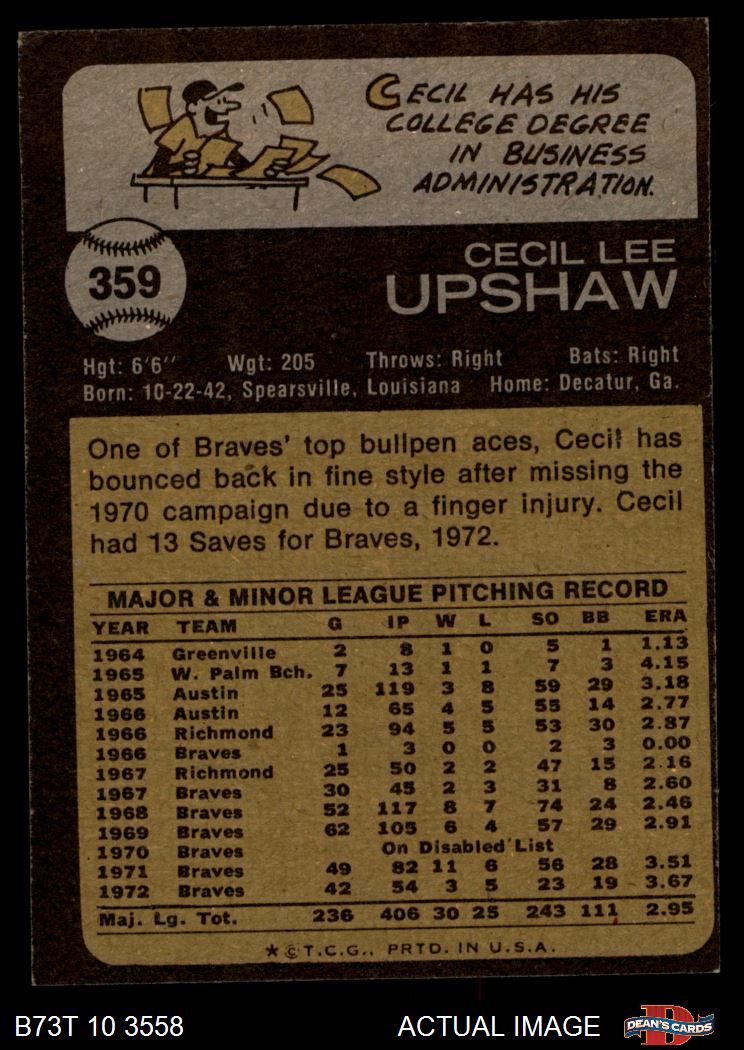 CECIL HAS HIS
COLLEGE DEGREE
IN BUSINESS
ADMINISTRATION.
359
CECIL LEE
UPSHAW
Hgt: 6'6" Wgt: 205 Throws: Right Bats: Right
Born: 10-22-42, Spearsville, Louisiana Home: Decatur, Ga.
One of Braves' top bullpen aces, Cecil has
bounced back in fine style after missing the
1970 campaign due to a finger injury. Cecil
had 13 Saves for Braves, 1972.
MAJOR & MINOR LEAGUE PITCHING RECORD
YEAR TEAM G IP W L SO BB ERA
1964 Greenville 2 8 1 0 5 1 1.13
1965 W. Palm Bch. 7 13 1 1 7 3 4.15
1965 Austin 25 119 3 8 59 29 3.18
1966 Austin 12 65 4 5 55 14 2.77
1966 Richmond 23 94 5 5 53 30 2.87
1966 Braves 1 3 0 0 2 3 0.00
1967 Richmond 25 50 2 2 47 15 2.16
1967 Braves 30 45 2 3 31 8 2.60
1968 Braves 52 117 8 7 74 24 2.46
1969 Braves 62 105 6 4 57 29 2.91
1970 Braves On Disabled List
1971 Braves 49 82 11 6 56 28 3.51
1972 Braves 42 54 3 5 23 19 3.67
Maj. Lg. Tot. 236 406 30 25 243 111 2.95
*©T.C.G., PRTD. IN U.S.A.
B73T 10 3558 ACTUAL IMAGE D DEAN'S CARDS